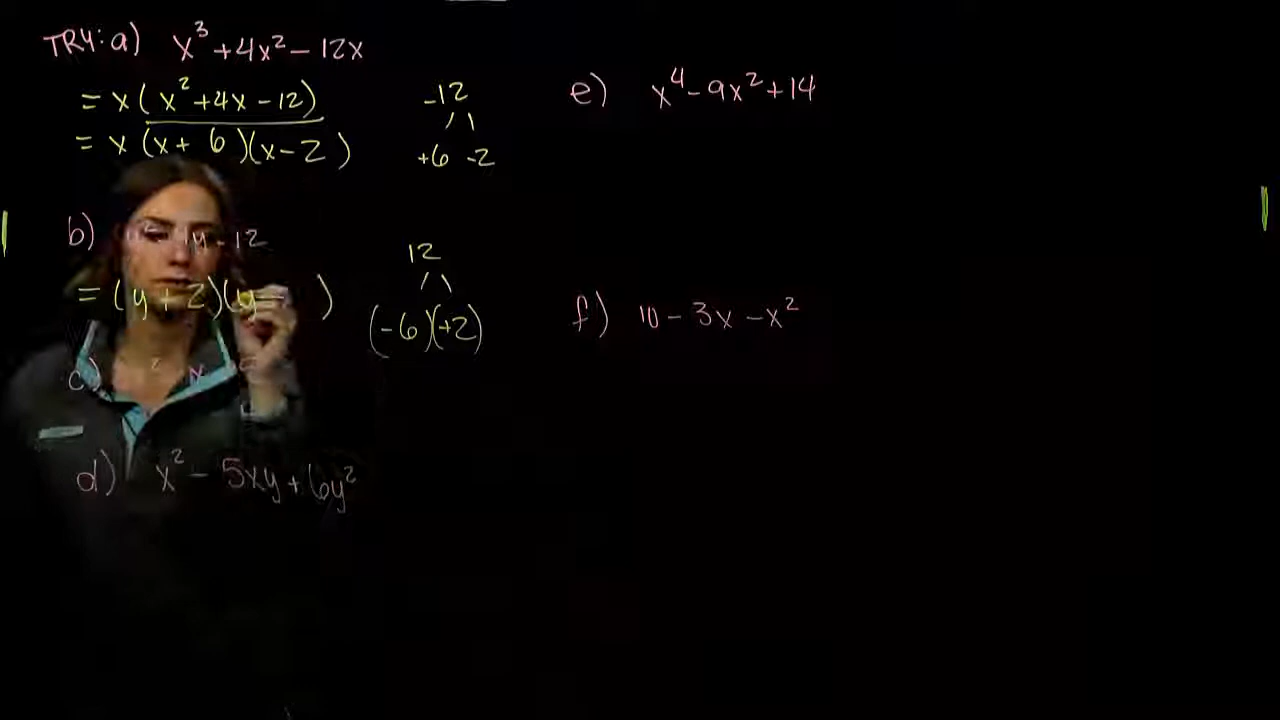 TRY: a) x³ + 4x² - 12x
= x(x² + 4x - 12)
= x(x + 6)(x - 2)
-12
+6 -2
b) - 12
= (y + 2)(y - )
12
(-6)(+2)
c)
d) x² - 5xy + 6y²
e) x⁴ - 9x² + 14
f) 10 - 3x - x²